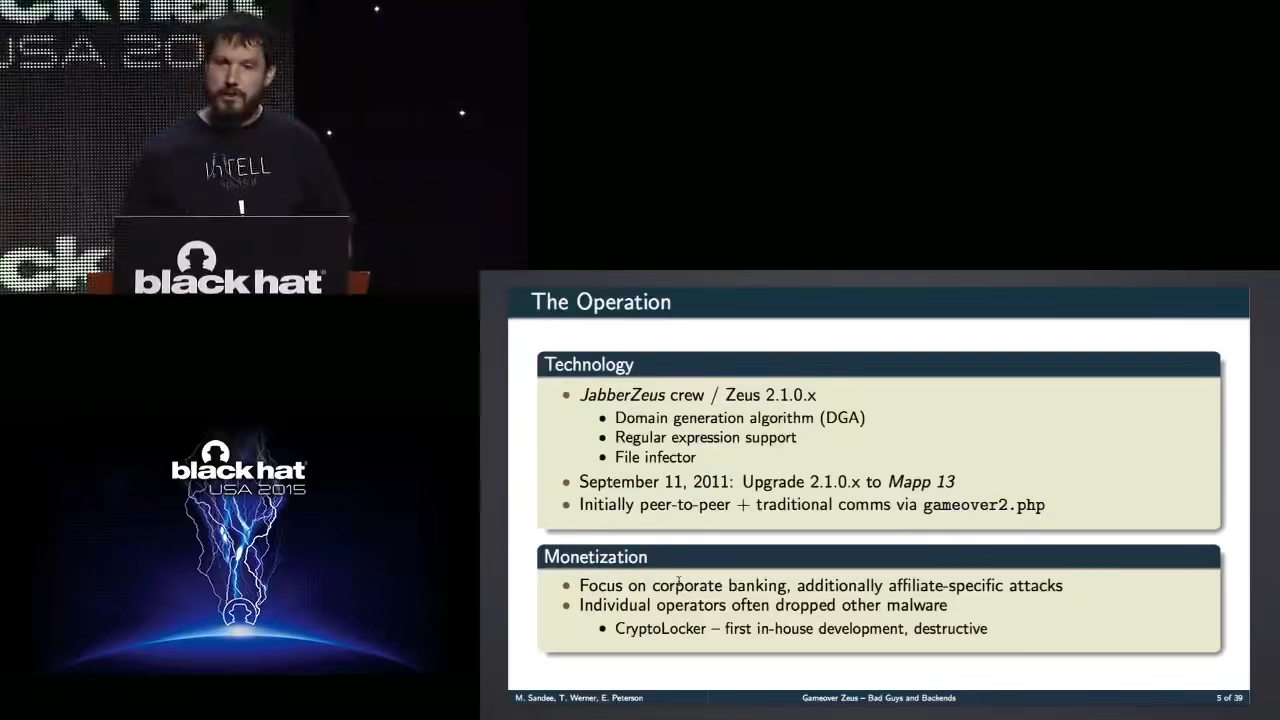 USA 20
INTELL
ck
black hat
black hat
USA 2015
The Operation
Technology
JabberZeus crew / Zeus 2.1.0.x
Domain generation algorithm (DGA)
Regular expression support
File infector
September 11, 2011: Upgrade 2.1.0.x to Mapp 13
Initially peer-to-peer + traditional comms via gameover2.php
Monetization
Focus on corporate banking, additionally affiliate-specific attacks
Individual operators often dropped other malware
CryptoLocker – first in-house development, destructive
M. Sandee, T. Werner, E. Peterson
Gameover Zeus – Bad Guys and Backends
5 of 39